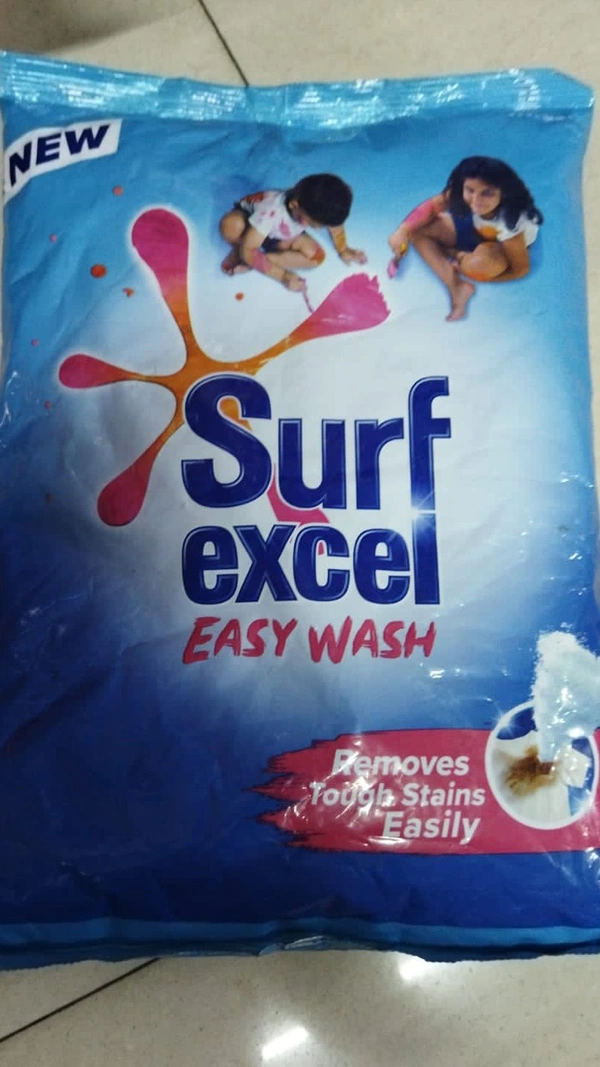 NEW
Surf
excel
EASY WASH
Removes
Tough Stains
Easily